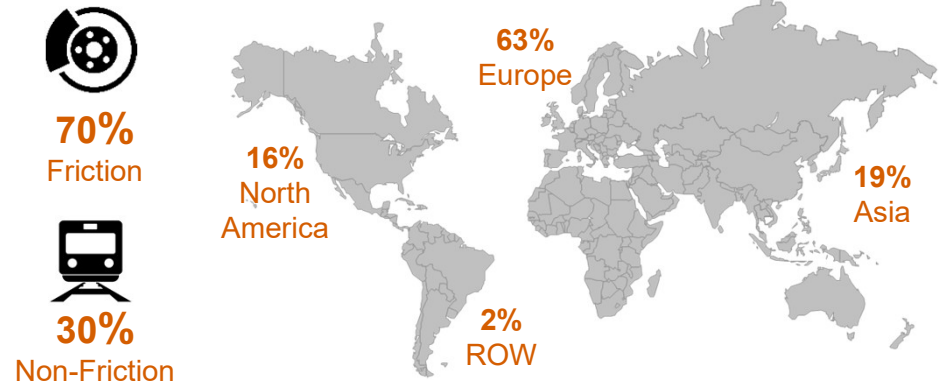 70%
Friction
30%
Non-Friction
16%
North
America
63%
Europe
19%
Asia
2%
ROW